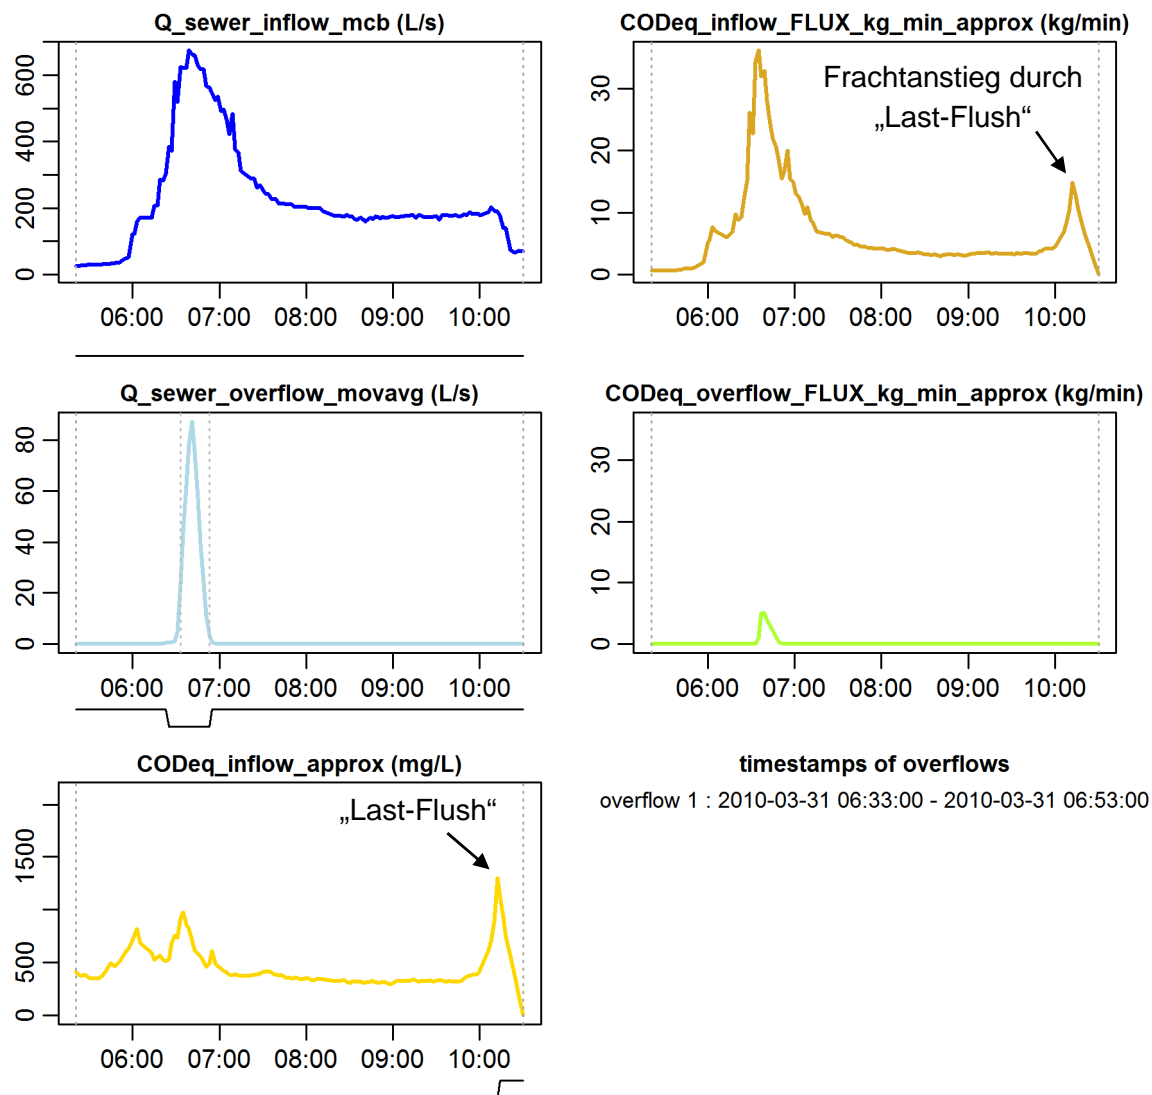 Q_sewer_inflow_mcb (L/s)
0
200
400
600
06:00 07:00 08:00 09:00 10:00
CODeq_inflow_FLUX_kg_min_approx (kg/min)
Frachtanstieg durch
„Last-Flush“
0
10
20
30
06:00 07:00 08:00 09:00 10:00
Q_sewer_overflow_movavg (L/s)
0
20
40
60
80
06:00 07:00 08:00 09:00 10:00
CODeq_overflow_FLUX_kg_min_approx (kg/min)
0
10
20
30
06:00 07:00 08:00 09:00 10:00
CODeq_inflow_approx (mg/L)
„Last-Flush“
0
500
1500
06:00 07:00 08:00 09:00 10:00
timestamps of overflows
overflow 1 : 2010-03-31 06:33:00 - 2010-03-31 06:53:00